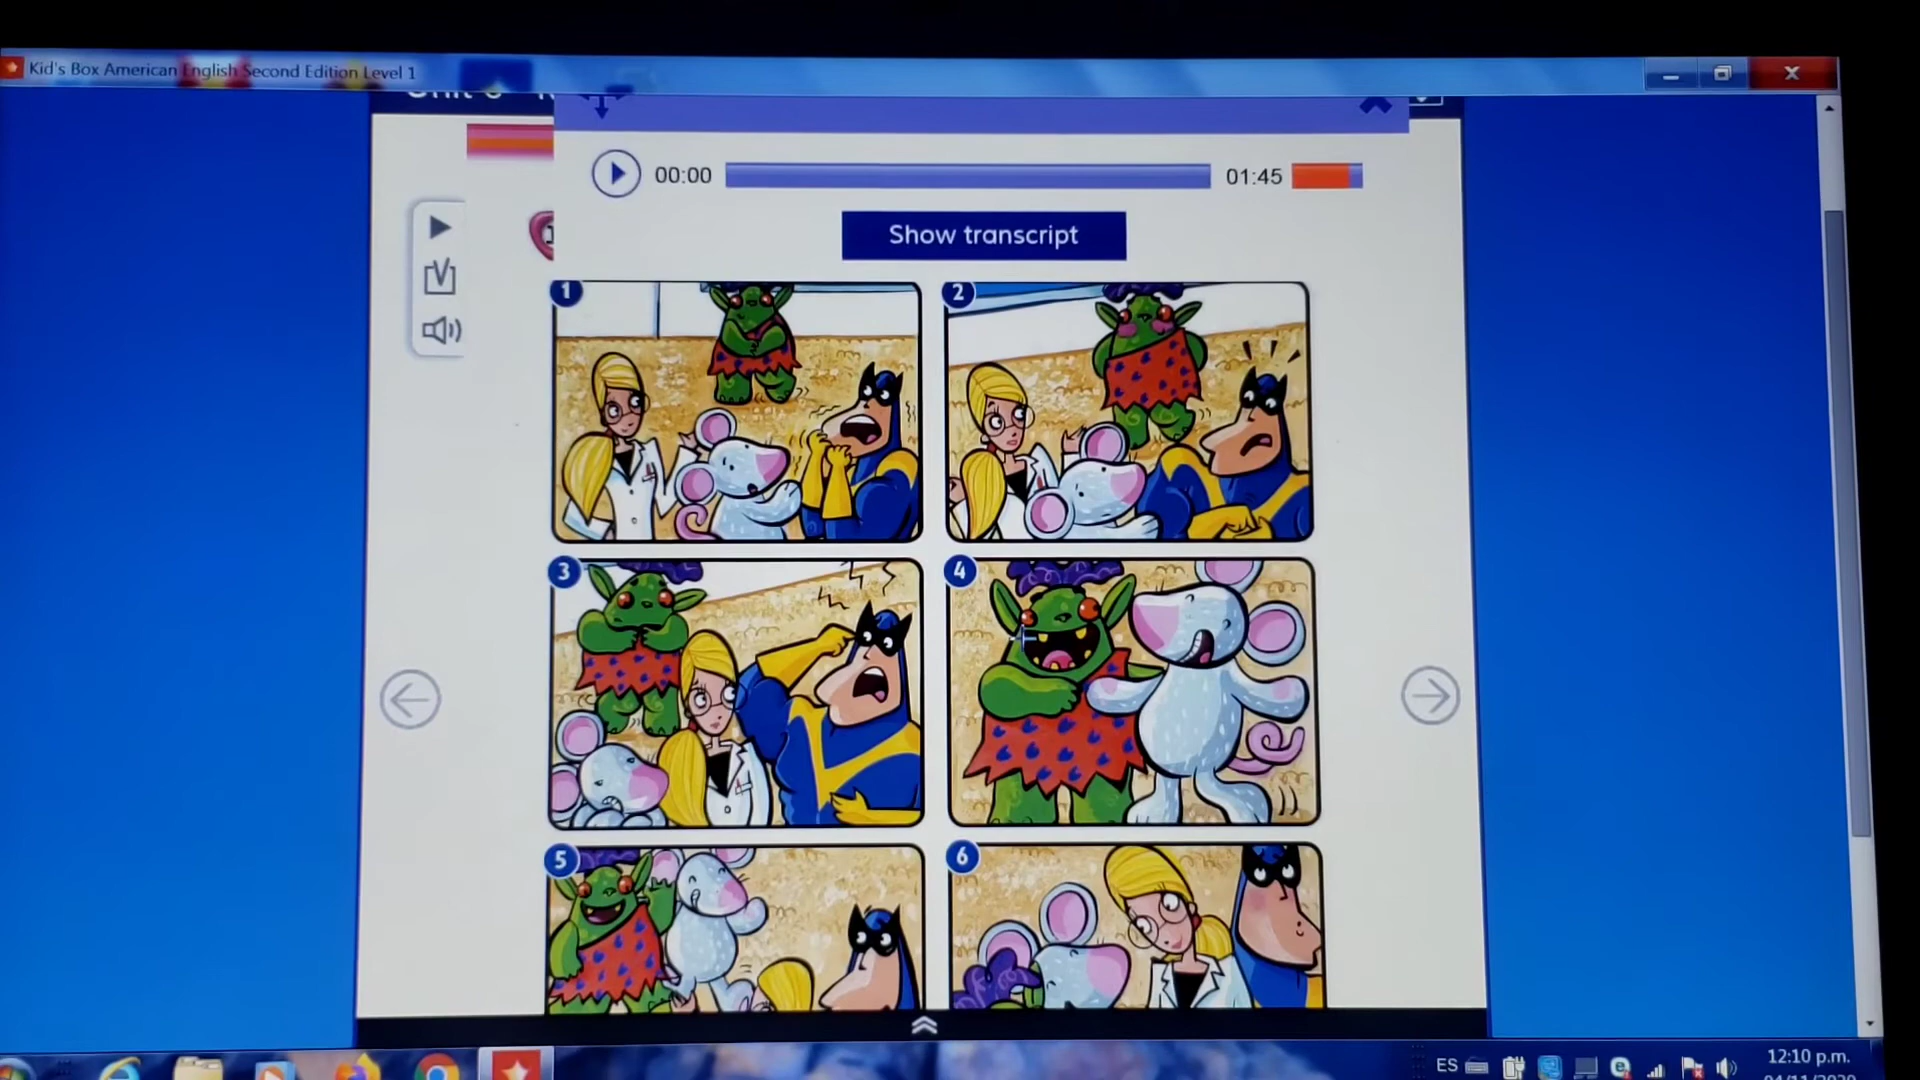 Kid's Box American English Second Edition Level 1
00:00
01:45
Show transcript
1
2
3
4
5
6
ES
12:10 p.m.